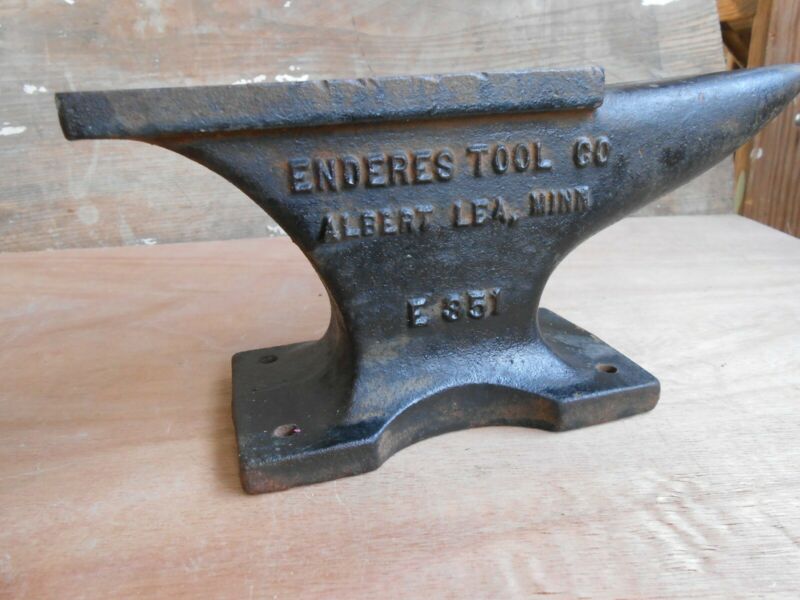 ENDERES TOOL CO
ALBERT LEA, MINN
E 351